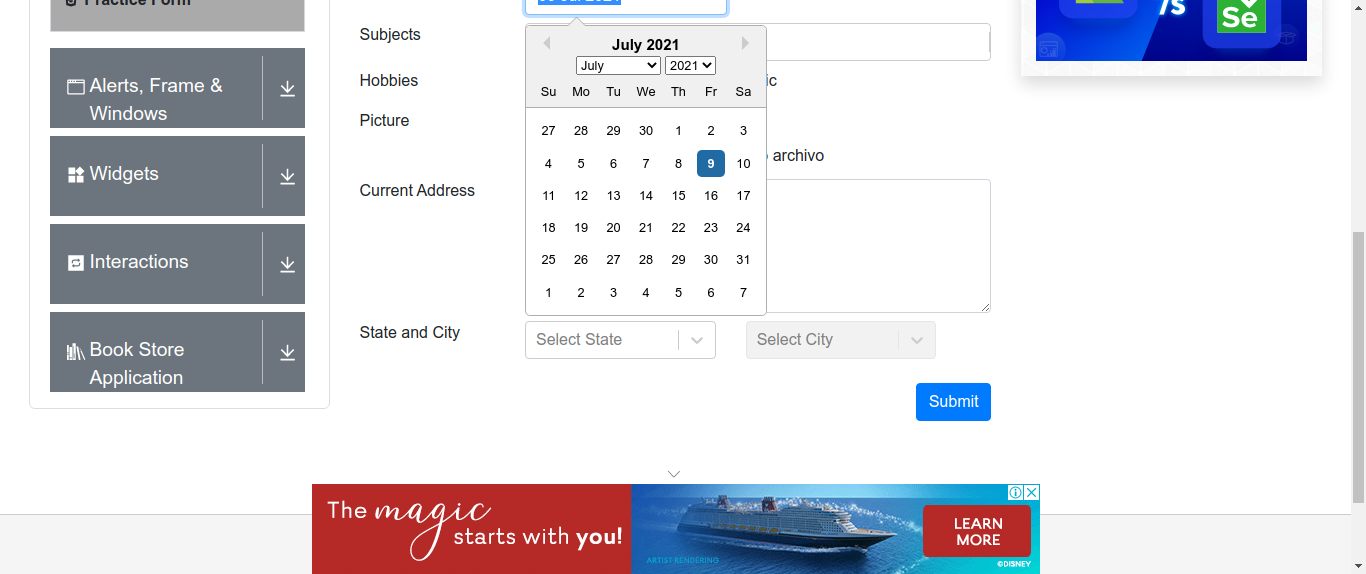 Practice Form
Alerts, Frame &
Windows
Widgets
Interactions
Book Store
Application
Subjects
Hobbies
Picture
Current Address
State and City
July 2021
July
2021
Su Mo Tu We Th Fr Sa
27 28 29 30 1 2 3
4 5 6 7 8 9 10
11 12 13 14 15 16 17
18 19 20 21 22 23 24
25 26 27 28 29 30 31
1 2 3 4 5 6 7
archivo
Select State
Select City
Submit
Se
The magic
starts with you!
ARTIST RENDERING
LEARN
MORE
©DISNEY